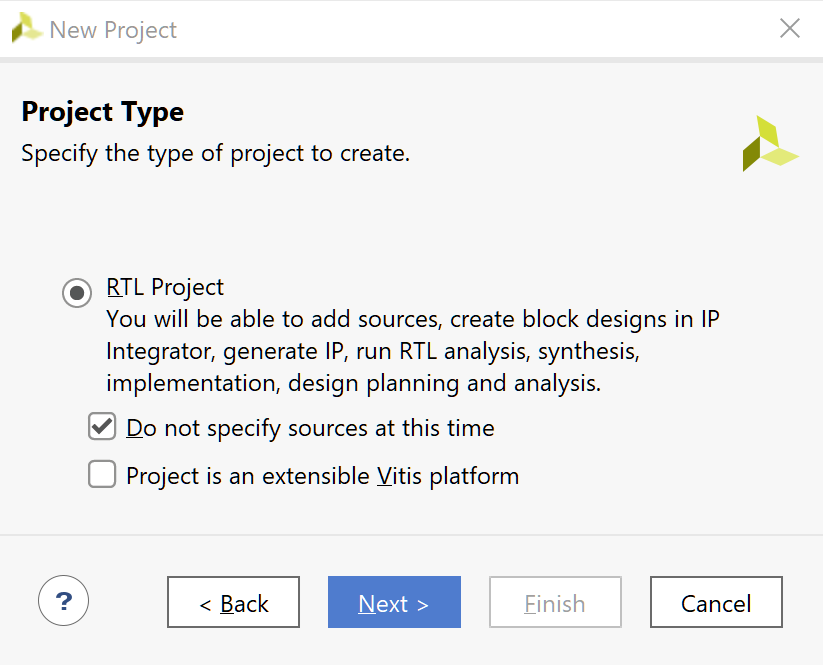 New Project
Project Type
Specify the type of project to create.
RTL Project
You will be able to add sources, create block designs in IP
Integrator, generate IP, run RTL analysis, synthesis,
implementation, design planning and analysis.
Do not specify sources at this time
Project is an extensible Vitis platform
? < Back Next > Finish Cancel